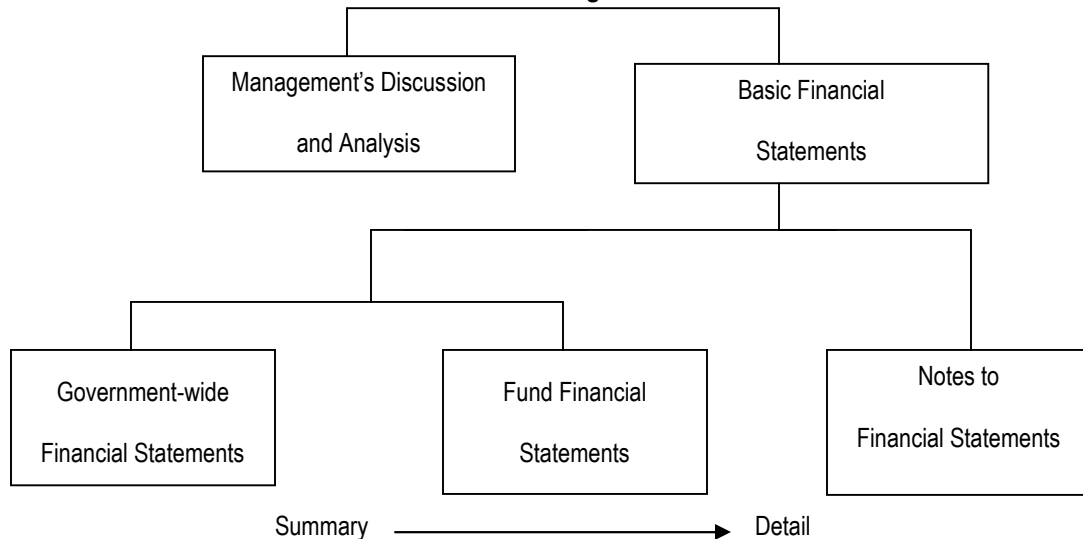 Management’s Discussion
and Analysis
Basic Financial
Statements
Government-wide
Financial Statements
Fund Financial
Statements
Notes to
Financial Statements
Summary
Detail